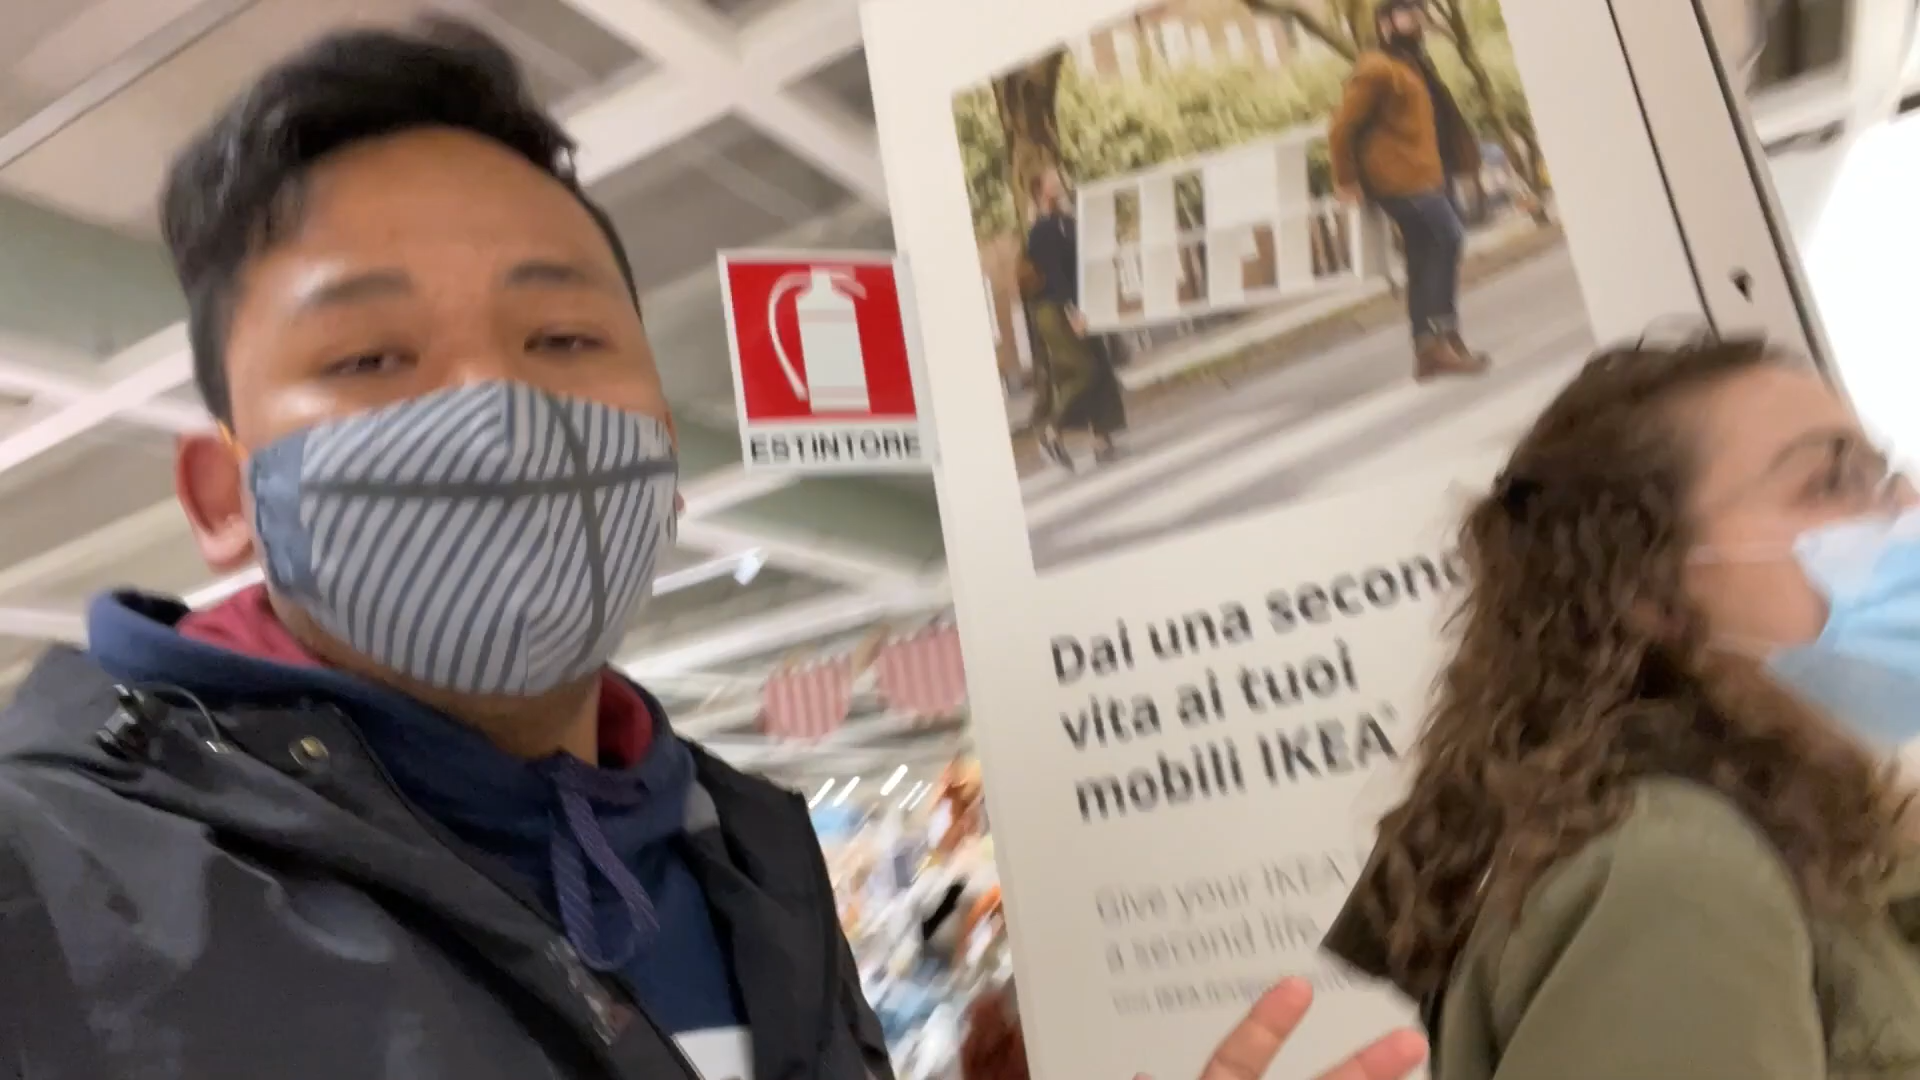 ESTINTORE
Dai una second
vita ai tuoi
mobili IKEA
Give your IKEA
a second life